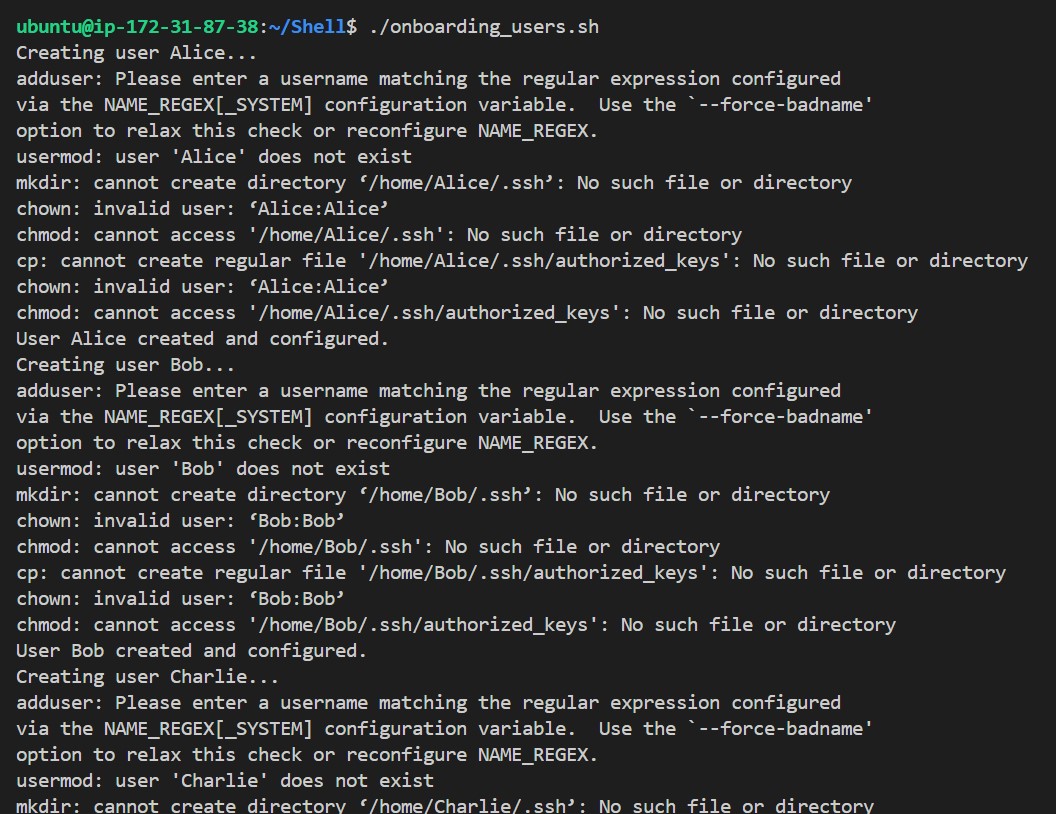 ubuntu@ip-172-31-87-38:~/Shell$ ./onboarding_users.sh
Creating user Alice...
adduser: Please enter a username matching the regular expression configured
via the NAME_REGEX[_SYSTEM] configuration variable.  Use the `--force-badname'
option to relax this check or reconfigure NAME_REGEX.
usermod: user 'Alice' does not exist
mkdir: cannot create directory ‘/home/Alice/.ssh’: No such file or directory
chown: invalid user: ‘Alice:Alice’
chmod: cannot access '/home/Alice/.ssh': No such file or directory
cp: cannot create regular file '/home/Alice/.ssh/authorized_keys': No such file or directory
chown: invalid user: ‘Alice:Alice’
chmod: cannot access '/home/Alice/.ssh/authorized_keys': No such file or directory
User Alice created and configured.
Creating user Bob...
adduser: Please enter a username matching the regular expression configured
via the NAME_REGEX[_SYSTEM] configuration variable.  Use the `--force-badname'
option to relax this check or reconfigure NAME_REGEX.
usermod: user 'Bob' does not exist
mkdir: cannot create directory ‘/home/Bob/.ssh’: No such file or directory
chown: invalid user: ‘Bob:Bob’
chmod: cannot access '/home/Bob/.ssh': No such file or directory
cp: cannot create regular file '/home/Bob/.ssh/authorized_keys': No such file or directory
chown: invalid user: ‘Bob:Bob’
chmod: cannot access '/home/Bob/.ssh/authorized_keys': No such file or directory
User Bob created and configured.
Creating user Charlie...
adduser: Please enter a username matching the regular expression configured
via the NAME_REGEX[_SYSTEM] configuration variable.  Use the `--force-badname'
option to relax this check or reconfigure NAME_REGEX.
usermod: user 'Charlie' does not exist
mkdir: cannot create directory ‘/home/Charlie/.ssh’: No such file or directory